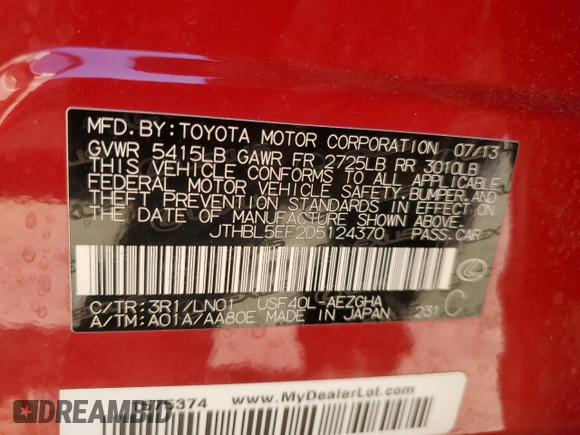 MFD.BY:TOYOTA MOTOR CORPORATION 07/13
GVWR 5415LB GAWR FR 2725LB RR 3010LB
THIS VEHICLE CONFORMS TO ALL APPLICABLE
FEDERAL MOTOR VEHICLE SAFETY,BUMPER,AND
THEFT PREVENTION STANDARDS IN EFFECT ON
THE DATE OF MANUFACTURE SHOWN ABOVE.
JTHBL5EF2D5124370 PASS.CAR
C/TR:3R1/LN01 USF40L-AEZGHA
A/TM:A01A/AA80E MADE IN JAPAN 231 C
5374 www.MyDealerLot.com
DREAMBID